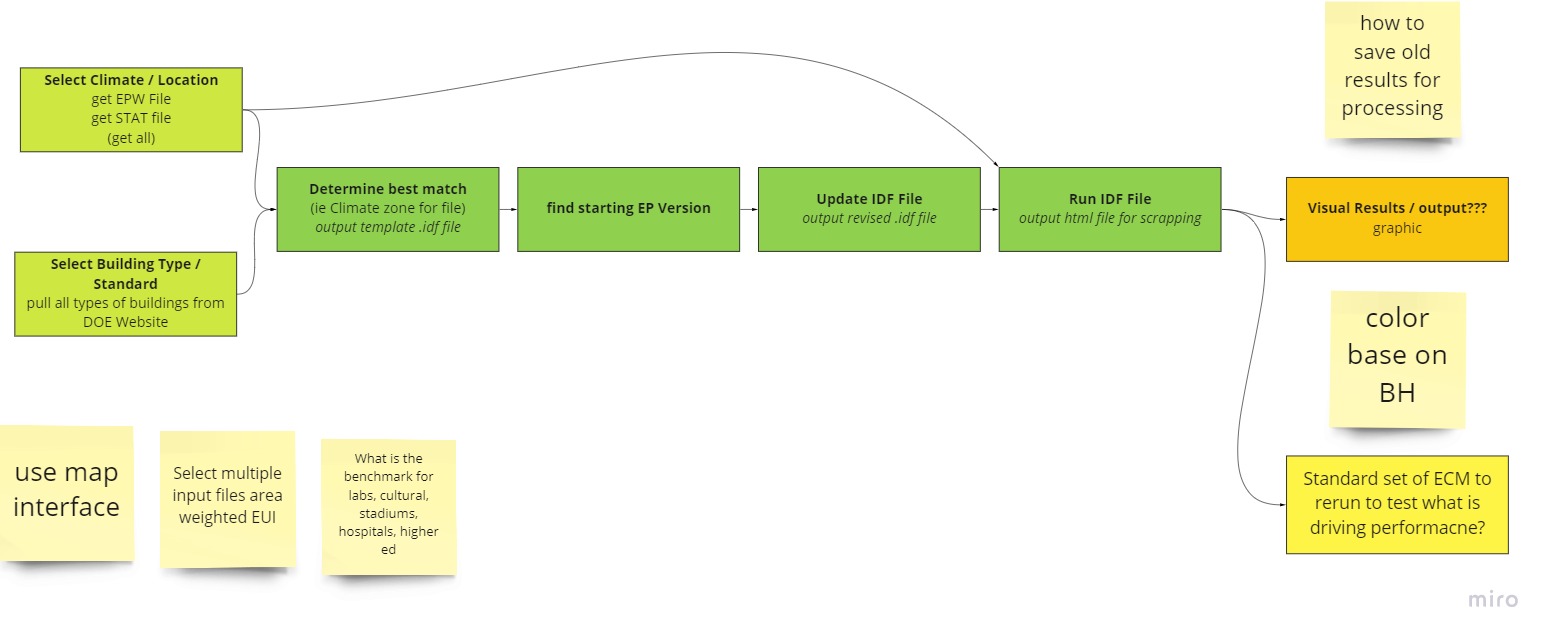 Select Climate / Location
get EPW File
get STAT file
(get all)
Select Building Type /
Standard
pull all types of buildings from
DOE Website
Determine best match
(ie Climate zone for file)
output template .idf file
find starting EP Version
Update IDF File
output revised .idf file
Run IDF File
output html file for scrapping
how to
save old
results for
processing
Visual Results / output???
graphic
color
base on
BH
Standard set of ECM to
rerun to test what is
driving performacne?
use map
interface
Select multiple
input files area
weighted EUI
What is the
benchmark for
labs, cultural,
stadiums,
hospitals, higher
ed
miro